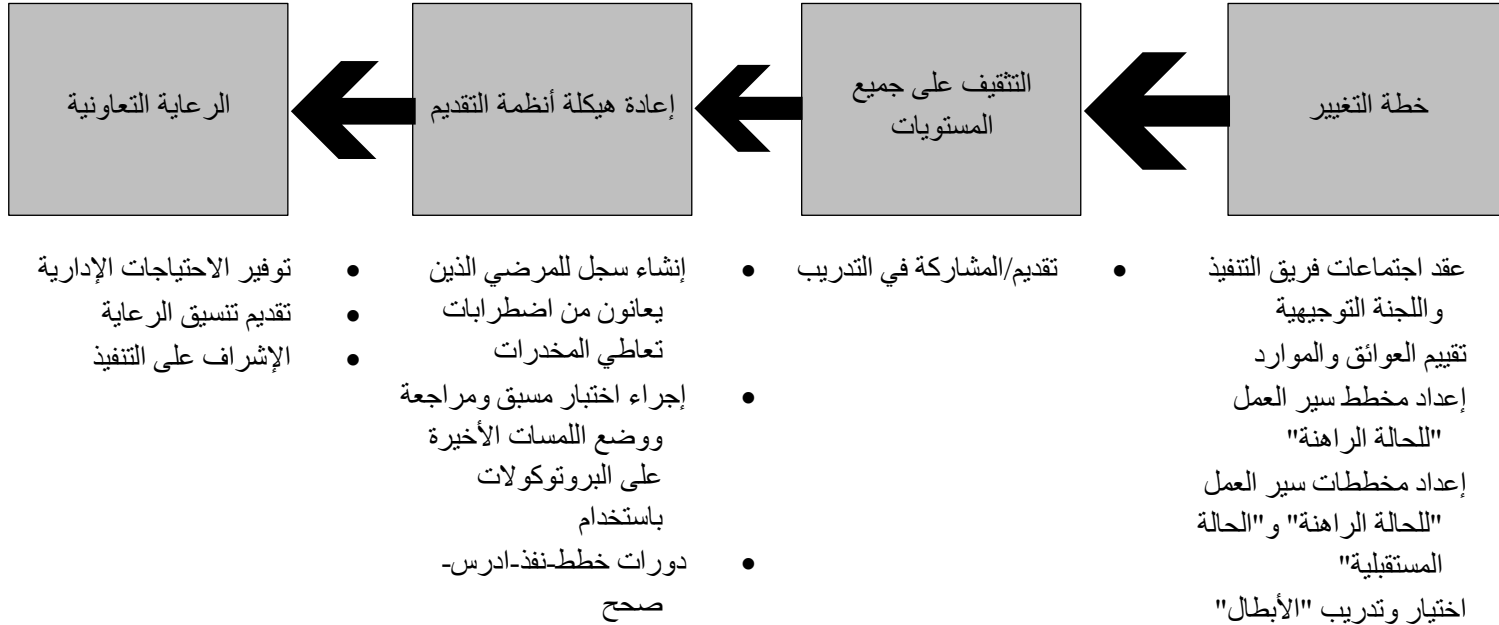 خطة التغيير
التثقيف على جميع
المستويات
إعادة هيكلة أنظمة التقديم
الرعاية التعاونية
عقد اجتماعات فريق التنفيذ
واللجنة التوجيهية
تقييم العوائق والموارد
إعداد مخطط سير العمل
"للحالة الراهنة"
إعداد مخططات سير العمل
"للحالة الراهنة" و"الحالة
المستقبلية"
اختيار وتدريب "الأبطال"
• تقديم/المشاركة في التدريب
• إنشاء سجل للمرضي الذين
يعانون من اضطرابات
تعاطي المخدرات
• إجراء اختبار مسبق ومراجعة
ووضع اللمسات الأخيرة
على البروتوكولات
باستخدام
• دورات خطط-نفذ-ادرس-
صحح
• توفير الاحتياجات الإدارية
• تقديم تنسيق الرعاية
• الإشراف على التنفيذ